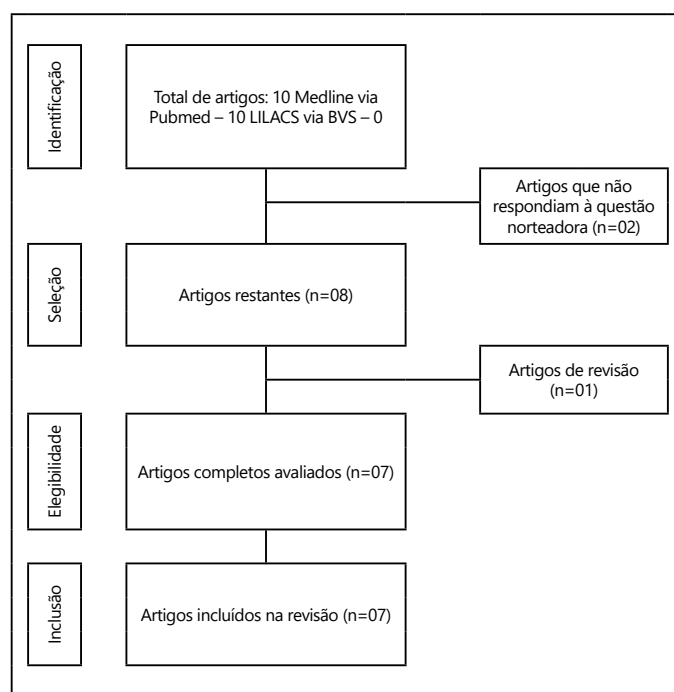 Identificação
Total de artigos: 10 Medline via
Pubmed – 10 LILACS via BVS – 0
Artigos que não
respondiam à questão
norteadora (n=02)
Seleção
Artigos restantes (n=08)
Artigos de revisão
(n=01)
Elegibilidade
Artigos completos avaliados (n=07)
Inclusão
Artigos incluídos na revisão (n=07)